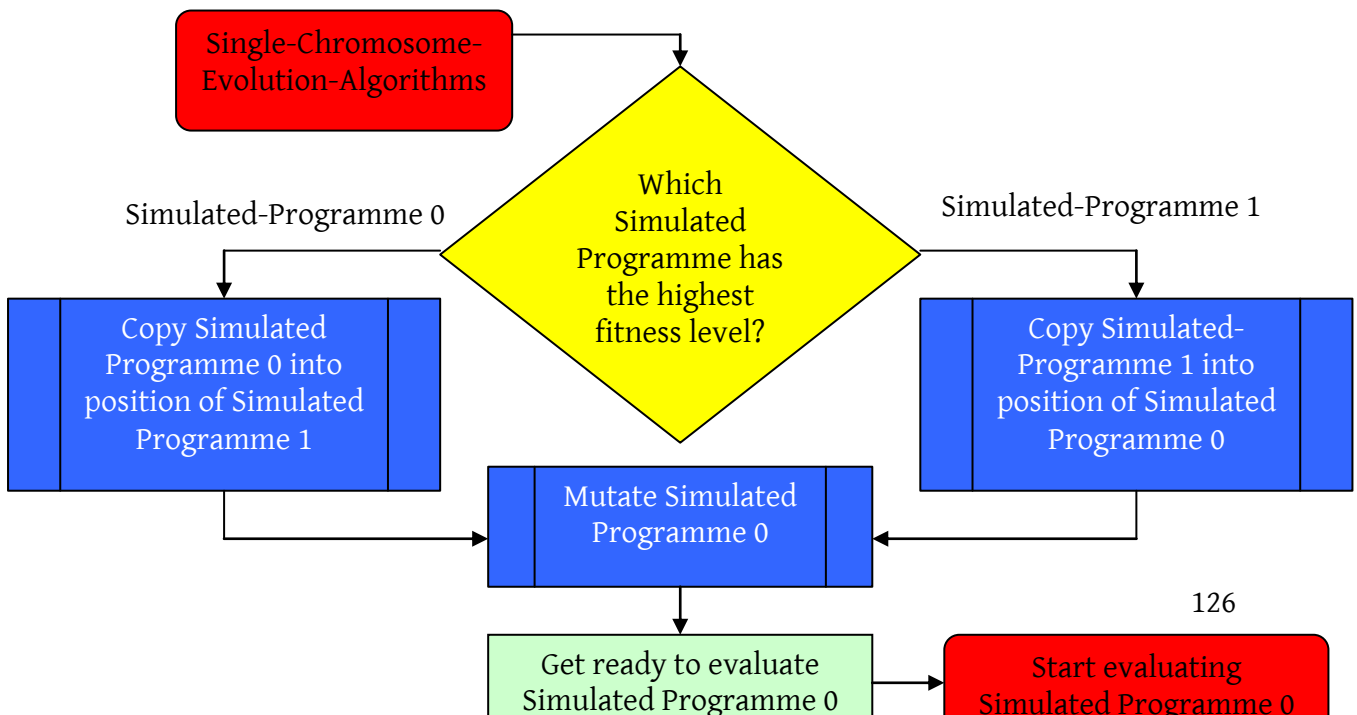 Single-Chromosome-
Evolution-Algorithms
Which
Simulated
Programme has
the highest
fitness level?
Simulated-Programme 0
Simulated-Programme 1
Copy Simulated
Programme 0 into
position of Simulated
Programme 1
Copy Simulated-
Programme 1 into
position of Simulated
Programme 0
Mutate Simulated
Programme 0
126
Get ready to evaluate
Simulated Programme 0
Start evaluating
Simulated Programme 0